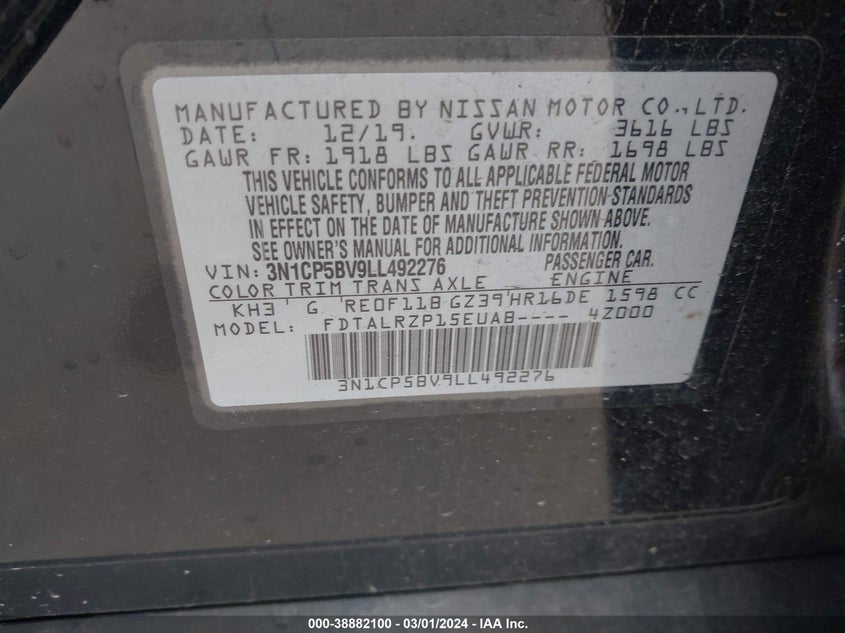 MANUFACTURED BY NISSAN MOTOR CO.,LTD.
DATE: 12/19. GVWR: 3616 LBS
GAWR FR: 1918 LBS GAWR RR: 1698 LBS
THIS VEHICLE CONFORMS TO ALL APPLICABLE FEDERAL MOTOR
VEHICLE SAFETY, BUMPER AND THEFT PREVENTION STANDARDS
IN EFFECT ON THE DATE OF MANUFACTURE SHOWN ABOVE.
SEE OWNER'S MANUAL FOR ADDITIONAL INFORMATION.
VIN: 3N1CP5BV9LL492276 PASSENGER CAR.
COLOR TRIM TRANS AXLE ENGINE
KH3 G RE0F11B GZ39 HR16DE 1598 CC
MODEL: FDTALRZP15EUAB---- 4Z000
3N1CP5BV9LL492276
000-38882100 - 03/01/2024 - IAA Inc.